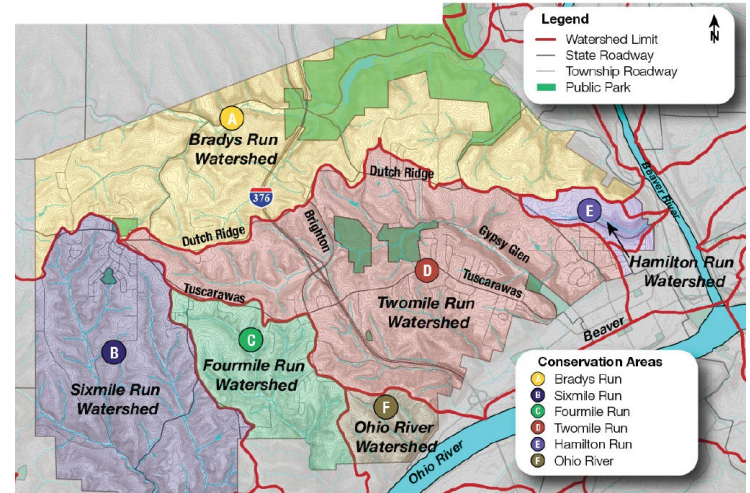 Legend
Watershed Limit
State Roadway
Township Roadway
Public Park
N
A
Bradys Run
Watershed
376
Dutch Ridge
Dutch Ridge
Brighton
Gypsy Glen
Beaver River
E
Hamilton Run
Watershed
Tuscarawas
Tuscarawas
D
Twomile Run
Watershed
Beaver
B
Sixmile Run
Watershed
C
Fourmile Run
Watershed
F
Ohio River
Watershed
Ohio River
Conservation Areas
A Bradys Run
B Sixmile Run
C Fourmile Run
D Twomile Run
E Hamilton Run
F Ohio River